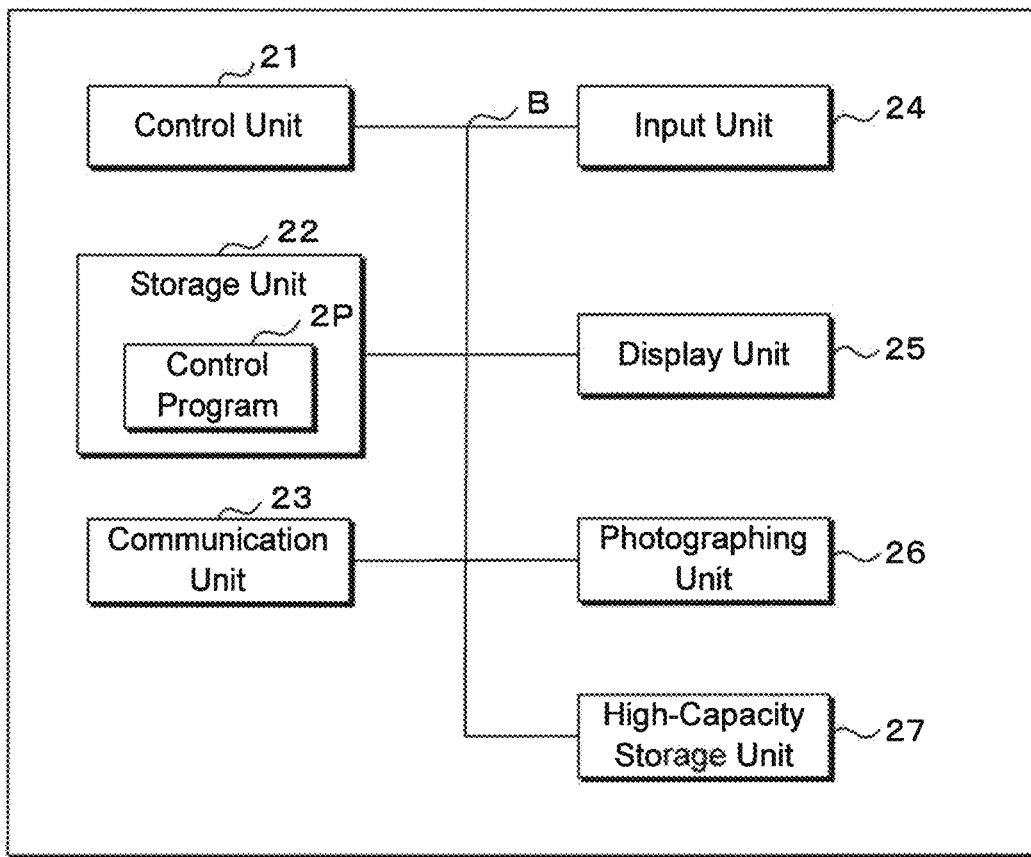 21
Control Unit
B
Input Unit
24
22
Storage Unit
2P
Control
Program
Display Unit
25
23
Communication
Unit
Photographing
Unit
26
High-Capacity
Storage Unit
27